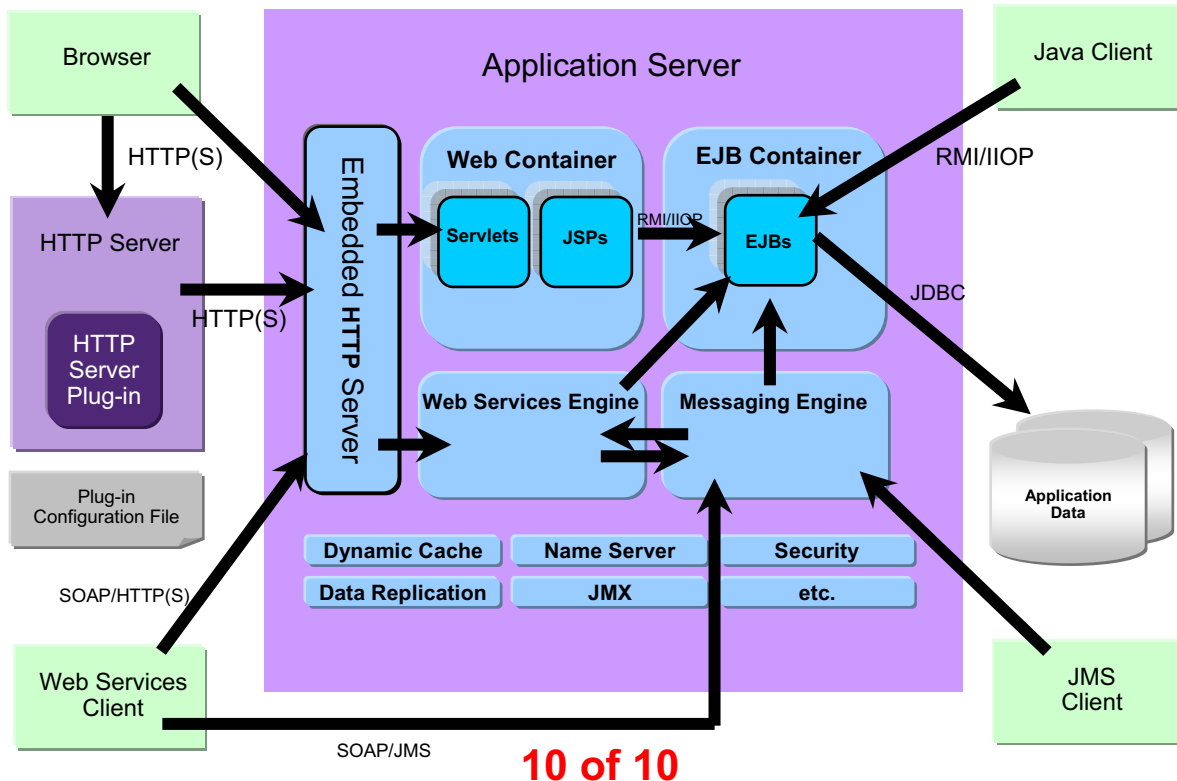 Browser
Application Server
Java Client
HTTP(S)
RMI/IIOP
Embedded HTTP Server
Web Container
EJB Container
Servlets
JSPs
RMI/IIOP
EJBs
HTTP Server
HTTP(S)
JDBC
HTTP
Server
Plug-in
Web Services Engine
Messaging Engine
Plug-in
Configuration File
Application
Data
Dynamic Cache
Name Server
Security
Data Replication
JMX
etc.
SOAP/HTTP(S)
Web Services
Client
JMS
Client
SOAP/JMS
10 of 10